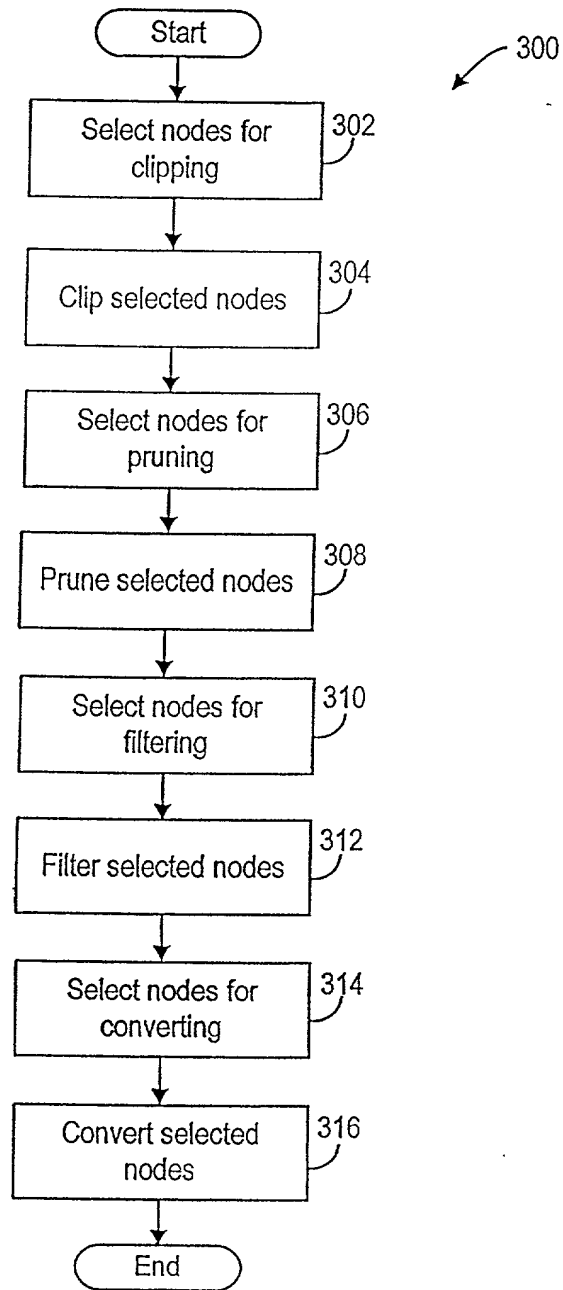 Start
300
Select nodes for
clipping
302
Clip selected nodes
304
Select nodes for
pruning
306
Prune selected nodes
308
Select nodes for
filtering
310
Filter selected nodes
312
Select nodes for
converting
314
Convert selected
nodes
316
End